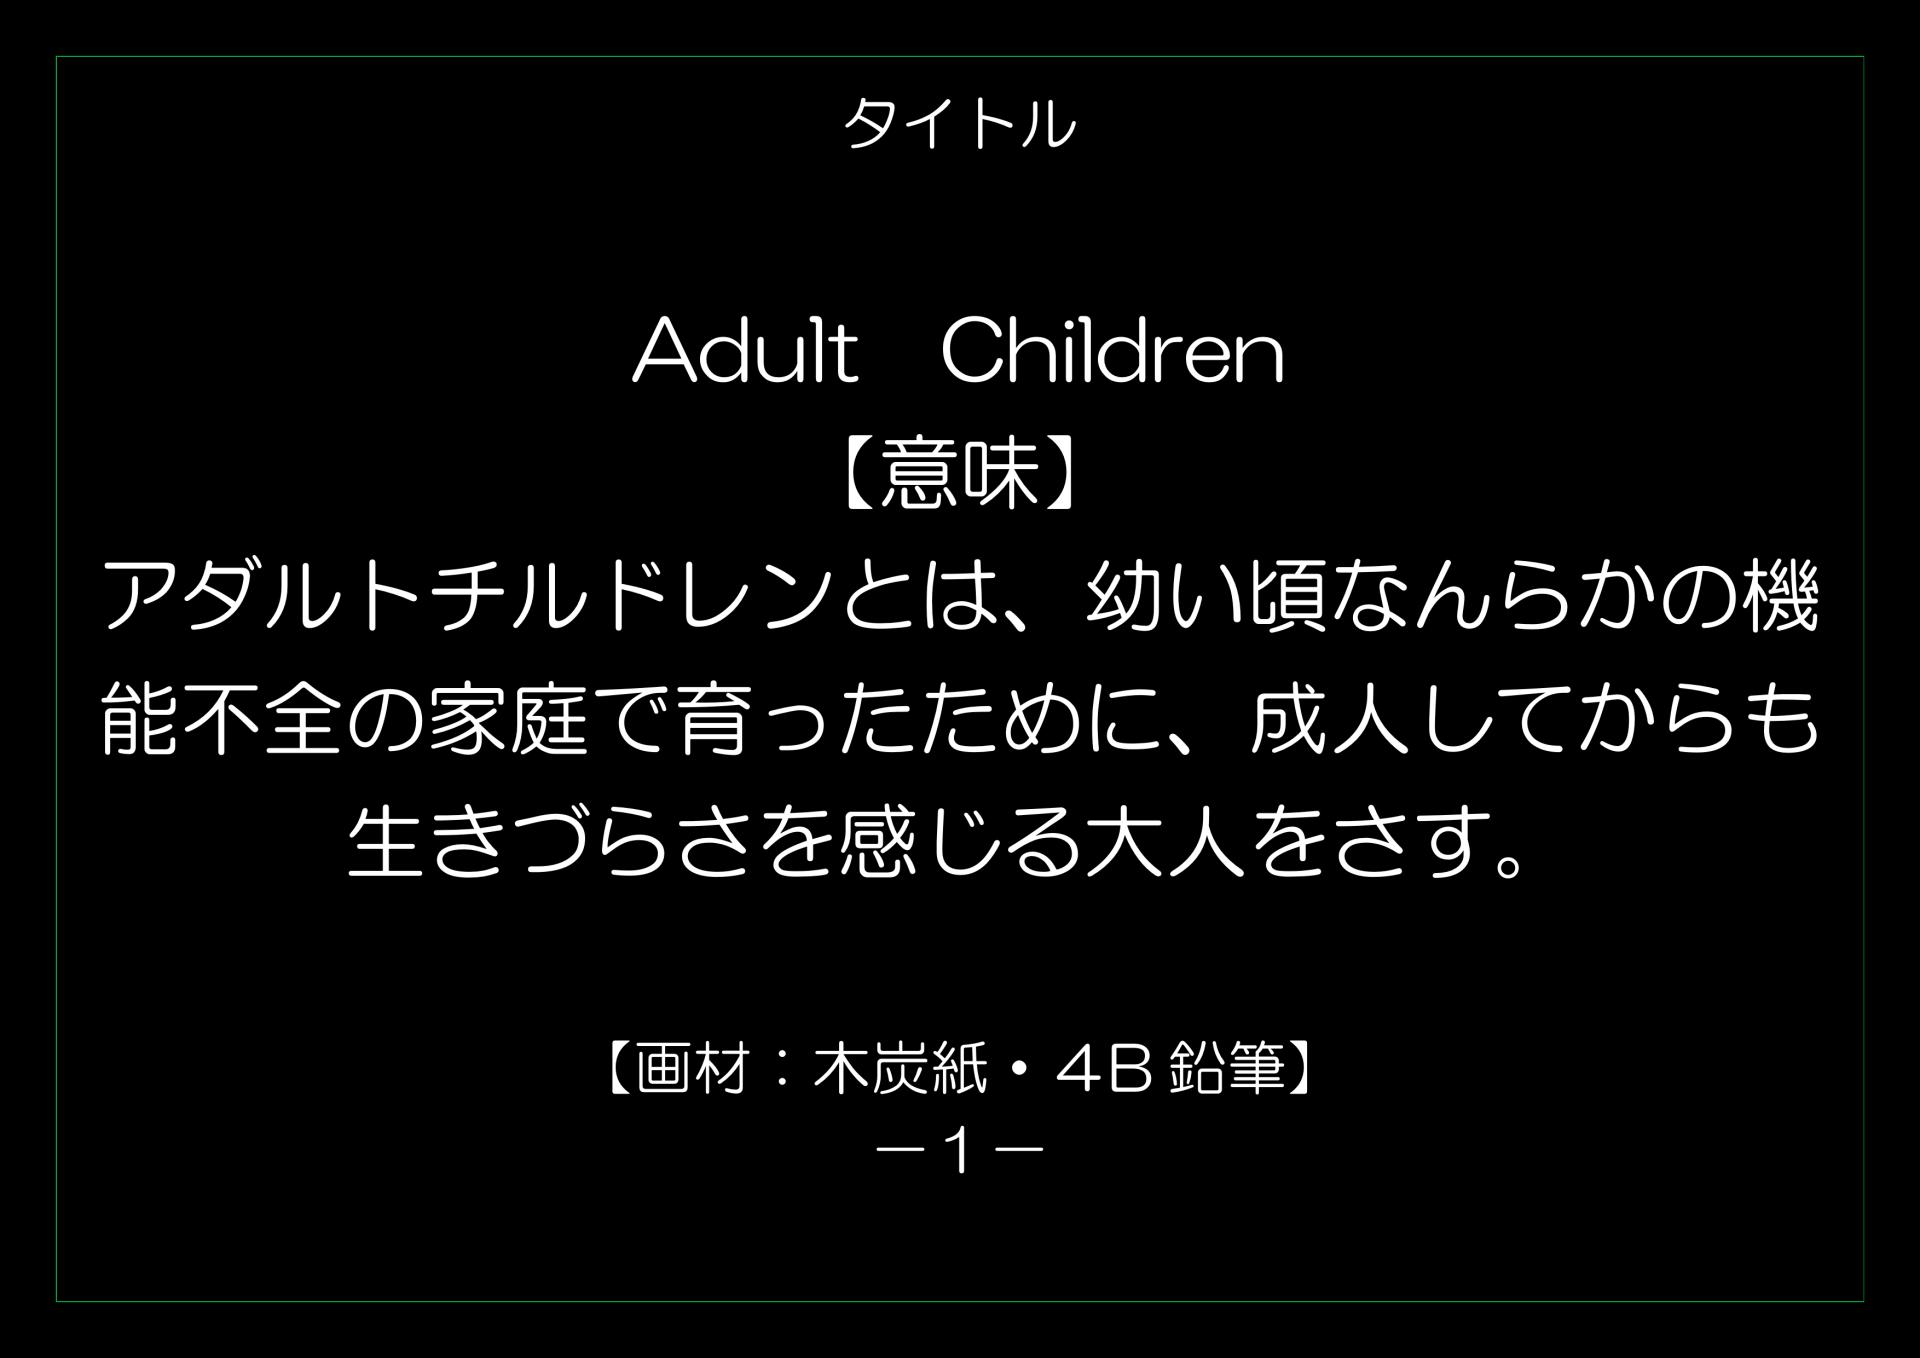 タイトル
Adult　Children
【意味】
アダルトチルドレンとは、幼い頃なんらかの機
能不全の家庭で育ったために、成人してからも
生きづらさを感じる大人をさす。
【画材：木炭紙・４B 鉛筆】
－１－